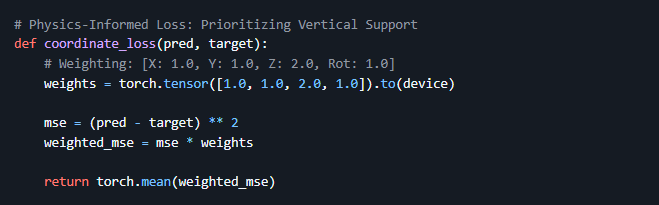 # Physics-Informed Loss: Prioritizing Vertical Support
def coordinate_loss(pred, target):
    # Weighting: [X: 1.0, Y: 1.0, Z: 2.0, Rot: 1.0]
    weights = torch.tensor([1.0, 1.0, 2.0, 1.0]).to(device)

    mse = (pred - target) ** 2
    weighted_mse = mse * weights

    return torch.mean(weighted_mse)